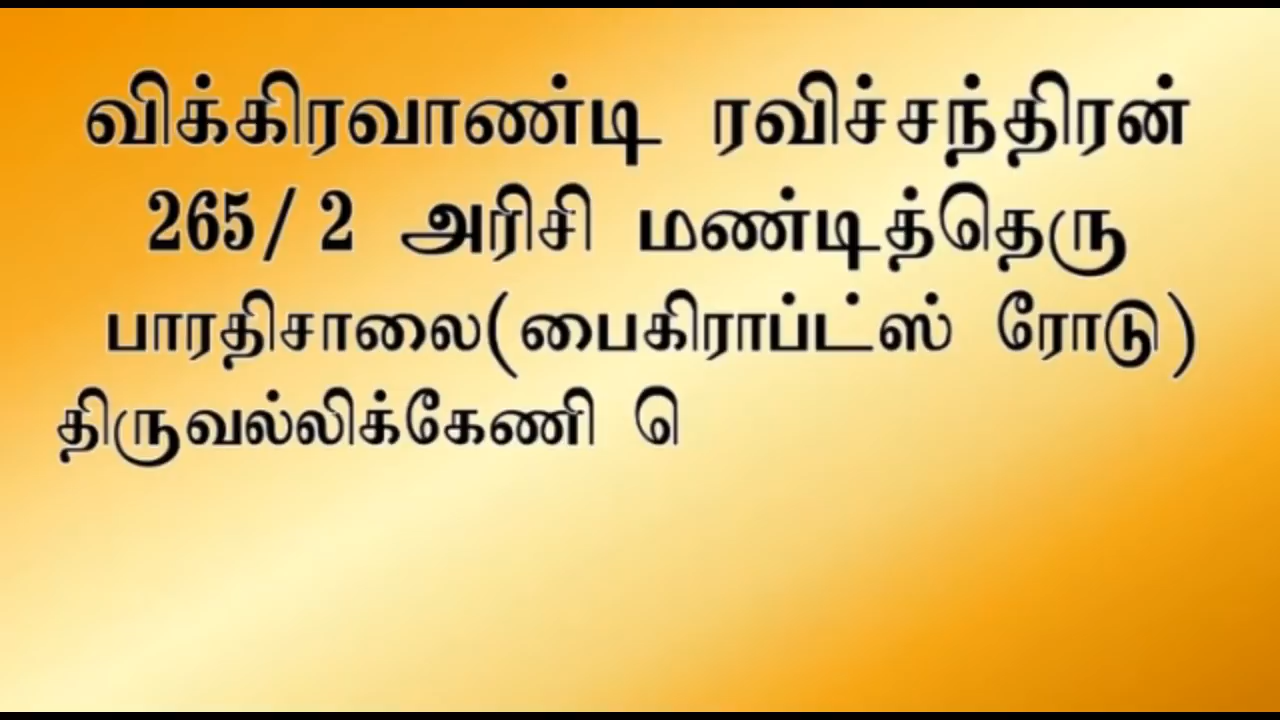 விக்கிரவாண்டி ரவிச்சந்திரன்
265/ 2 அரிசி மண்டித்தெரு
பாரதிசாலை(பைகிராப்ட்ஸ் ரோடு)
திருவல்லிக்கேணி  ெ